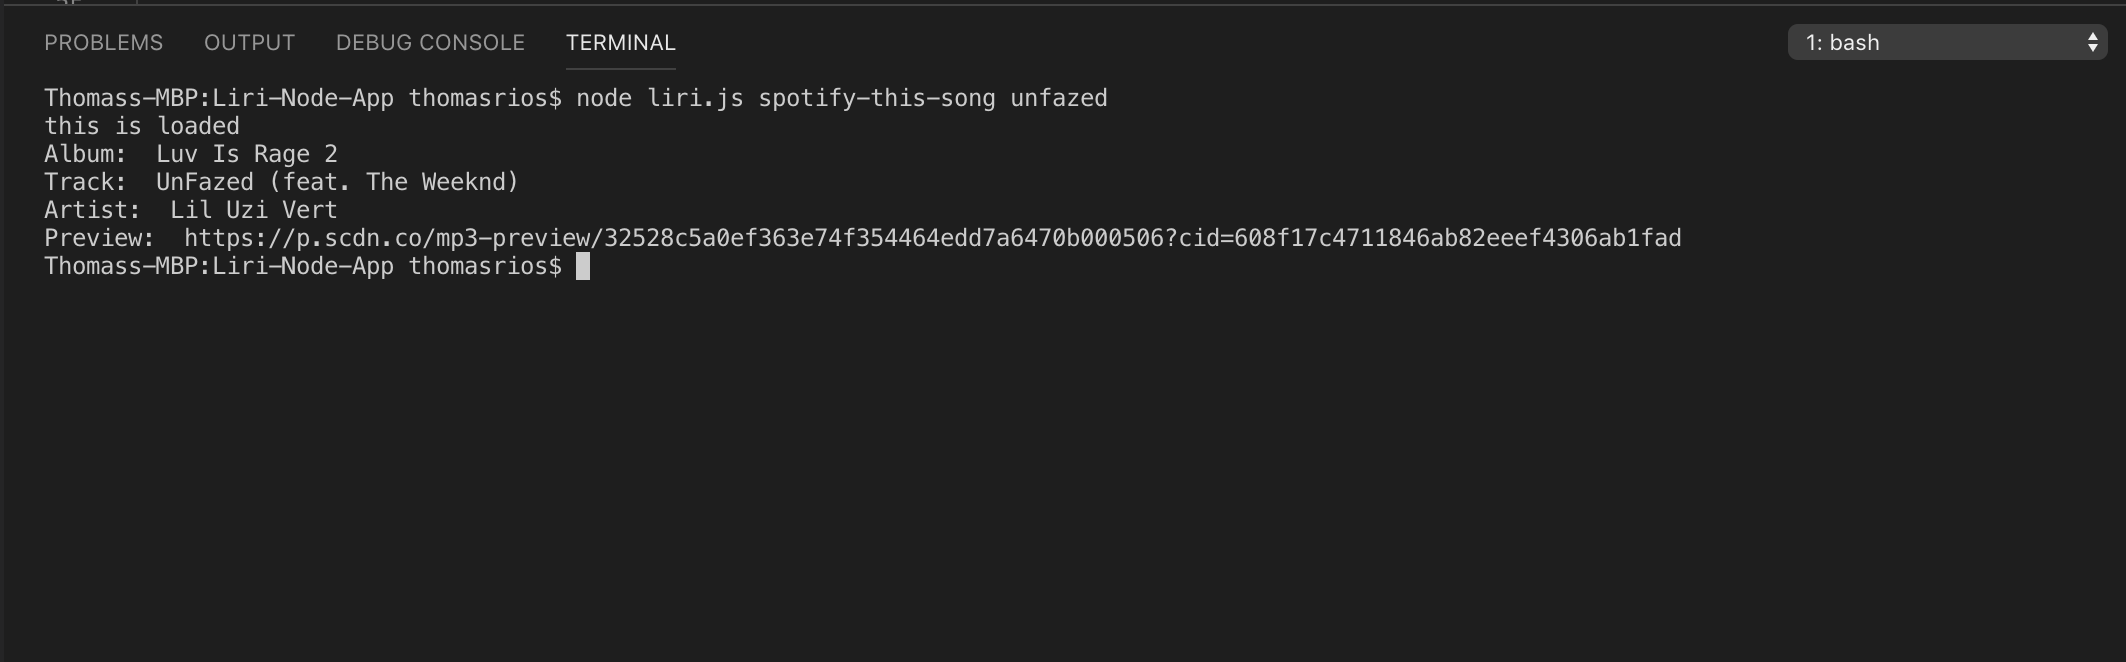 PROBLEMS OUTPUT DEBUG CONSOLE TERMINAL 1: bash
Thomass-MBP:Liri-Node-App thomasrios$ node liri.js spotify-this-song unfazed
this is loaded
Album:  Luv Is Rage 2
Track:  UnFazed (feat. The Weeknd)
Artist:  Lil Uzi Vert
Preview:  https://p.scdn.co/mp3-preview/32528c5a0ef363e74f354464edd7a6470b000506?cid=608f17c4711846ab82eeef4306ab1fad
Thomass-MBP:Liri-Node-App thomasrios$